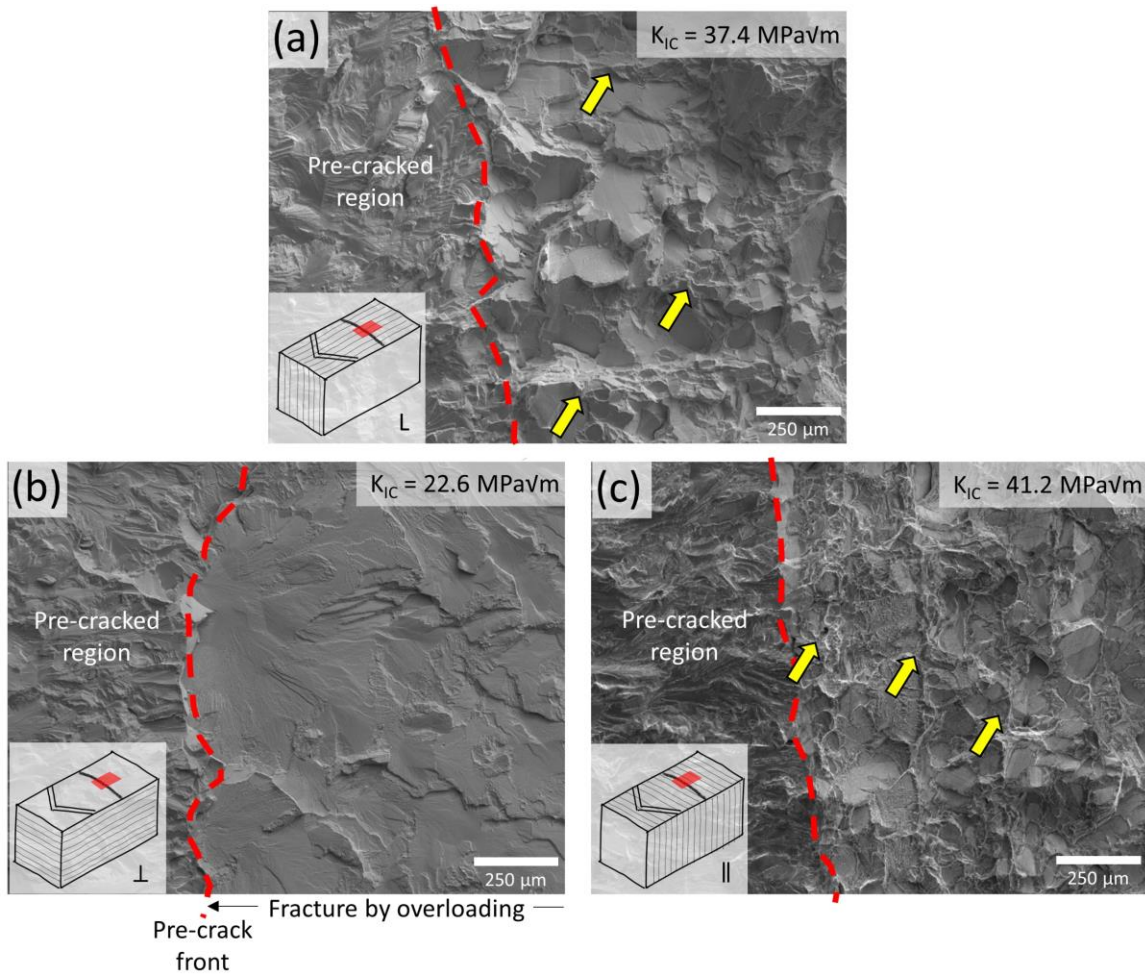 (a)
K_IC = 37.4 MPa√m
Pre-cracked
region
L
250 µm
(b)
K_IC = 22.6 MPa√m
Pre-cracked
region
⊥
250 µm
Fracture by overloading
Pre-crack
front
(c)
K_IC = 41.2 MPa√m
Pre-cracked
region
||
250 µm